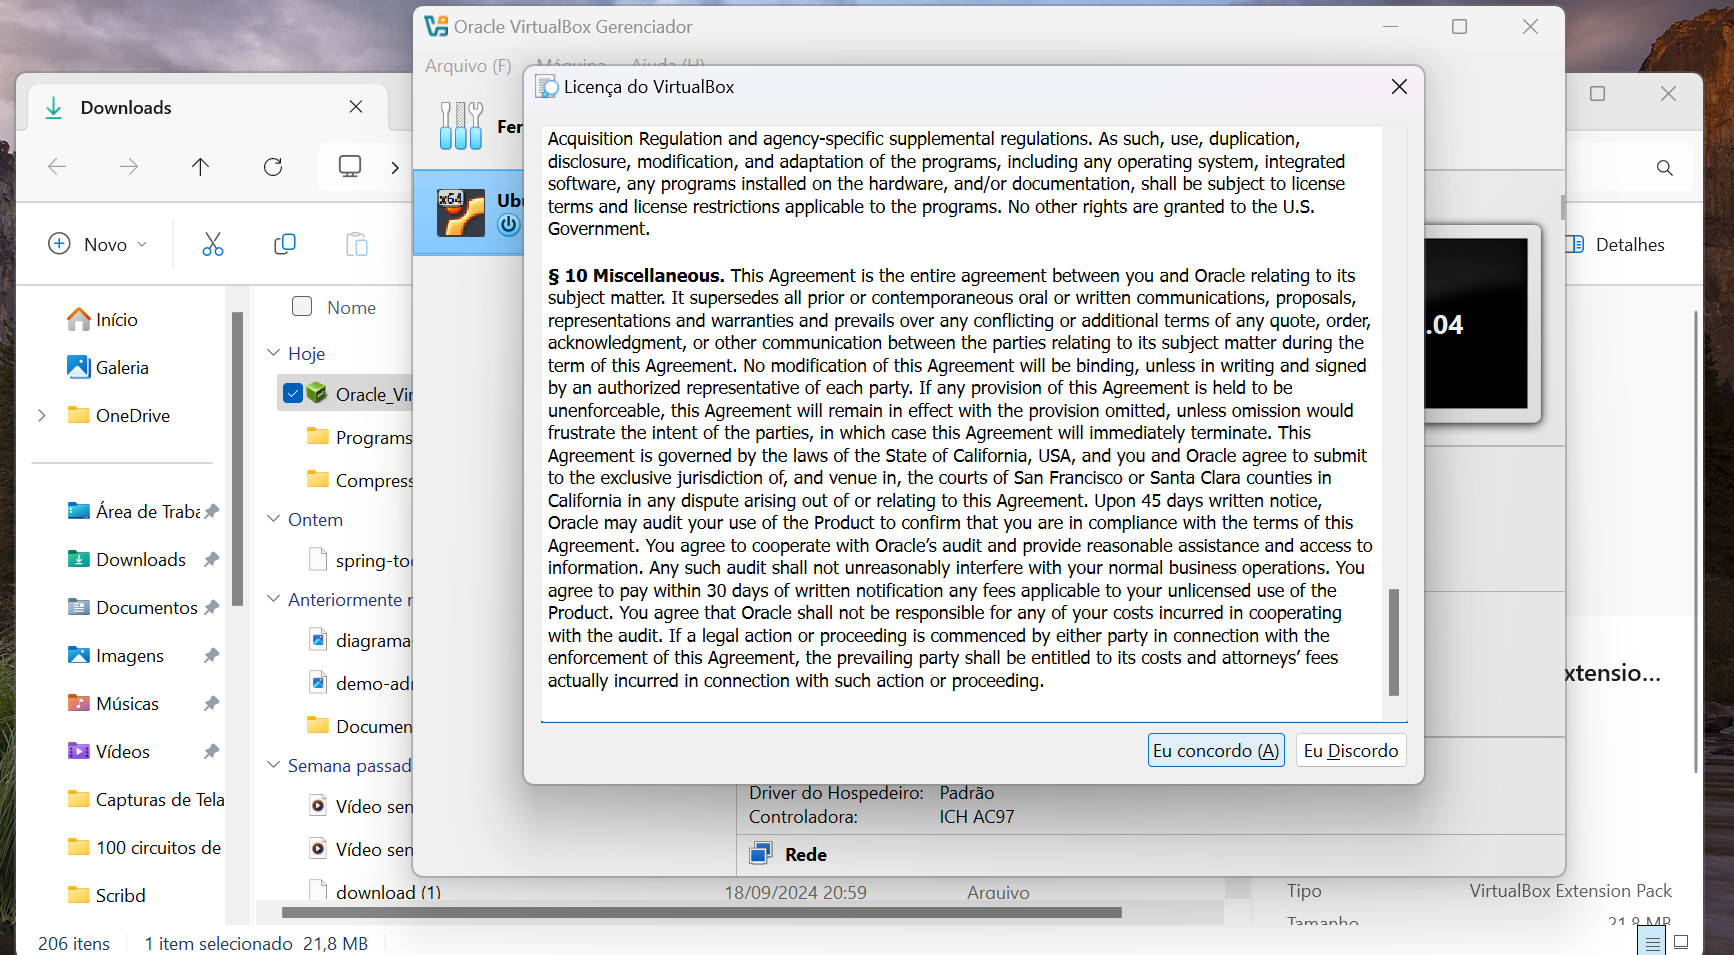 Oracle VirtualBox Gerenciador
Arquivo (F) Máquina Ajuda (H)
Licença do VirtualBox
Downloads
Fer
x64
Ubu
Novo
Detalhes
Acquisition Regulation and agency-specific supplemental regulations. As such, use, duplication,
disclosure, modification, and adaptation of the programs, including any operating system, integrated
software, any programs installed on the hardware, and/or documentation, shall be subject to license
terms and license restrictions applicable to the programs. No other rights are granted to the U.S.
Government.
§ 10 Miscellaneous. This Agreement is the entire agreement between you and Oracle relating to its
subject matter. It supersedes all prior or contemporaneous oral or written communications, proposals,
representations and warranties and prevails over any conflicting or additional terms of any quote, order,
acknowledgment, or other communication between the parties relating to its subject matter during the
term of this Agreement. No modification of this Agreement will be binding, unless in writing and signed
by an authorized representative of each party. If any provision of this Agreement is held to be
unenforceable, this Agreement will remain in effect with the provision omitted, unless omission would
frustrate the intent of the parties, in which case this Agreement will immediately terminate. This
Agreement is governed by the laws of the State of California, USA, and you and Oracle agree to submit
to the exclusive jurisdiction of, and venue in, the courts of San Francisco or Santa Clara counties in
California in any dispute arising out of or relating to this Agreement. Upon 45 days written notice,
Oracle may audit your use of the Product to confirm that you are in compliance with the terms of this
Agreement. You agree to cooperate with Oracle’s audit and provide reasonable assistance and access to
information. Any such audit shall not unreasonably interfere with your normal business operations. You
agree to pay within 30 days of written notification any fees applicable to your unlicensed use of the
Product. You agree that Oracle shall not be responsible for any of your costs incurred in cooperating
with the audit. If a legal action or proceeding is commenced by either party in connection with the
enforcement of this Agreement, the prevailing party shall be entitled to its costs and attorneys’ fees
actually incurred in connection with such action or proceeding.
Eu concordo (A) Eu Discordo
.04
Início
Galeria
OneDrive
Área de Traba
Downloads
Documentos
Imagens
Músicas
Vídeos
Capturas de Tela
100 circuitos de
Scribd
Nome
Hoje
Oracle_Vir
Programs
Compress
Ontem
spring-too
Anteriormente n
diagrama-
demo-adr
Documen
Semana passad
Vídeo sen
Vídeo sen
download (1) 18/09/2024 20:59 Arquivo
Driver do Hospedeiro: Padrão
Controladora: ICH AC97
Rede
xtensio...
Tipo VirtualBox Extension Pack
Tamanho 21,8 MB
206 itens 1 item selecionado 21,8 MB